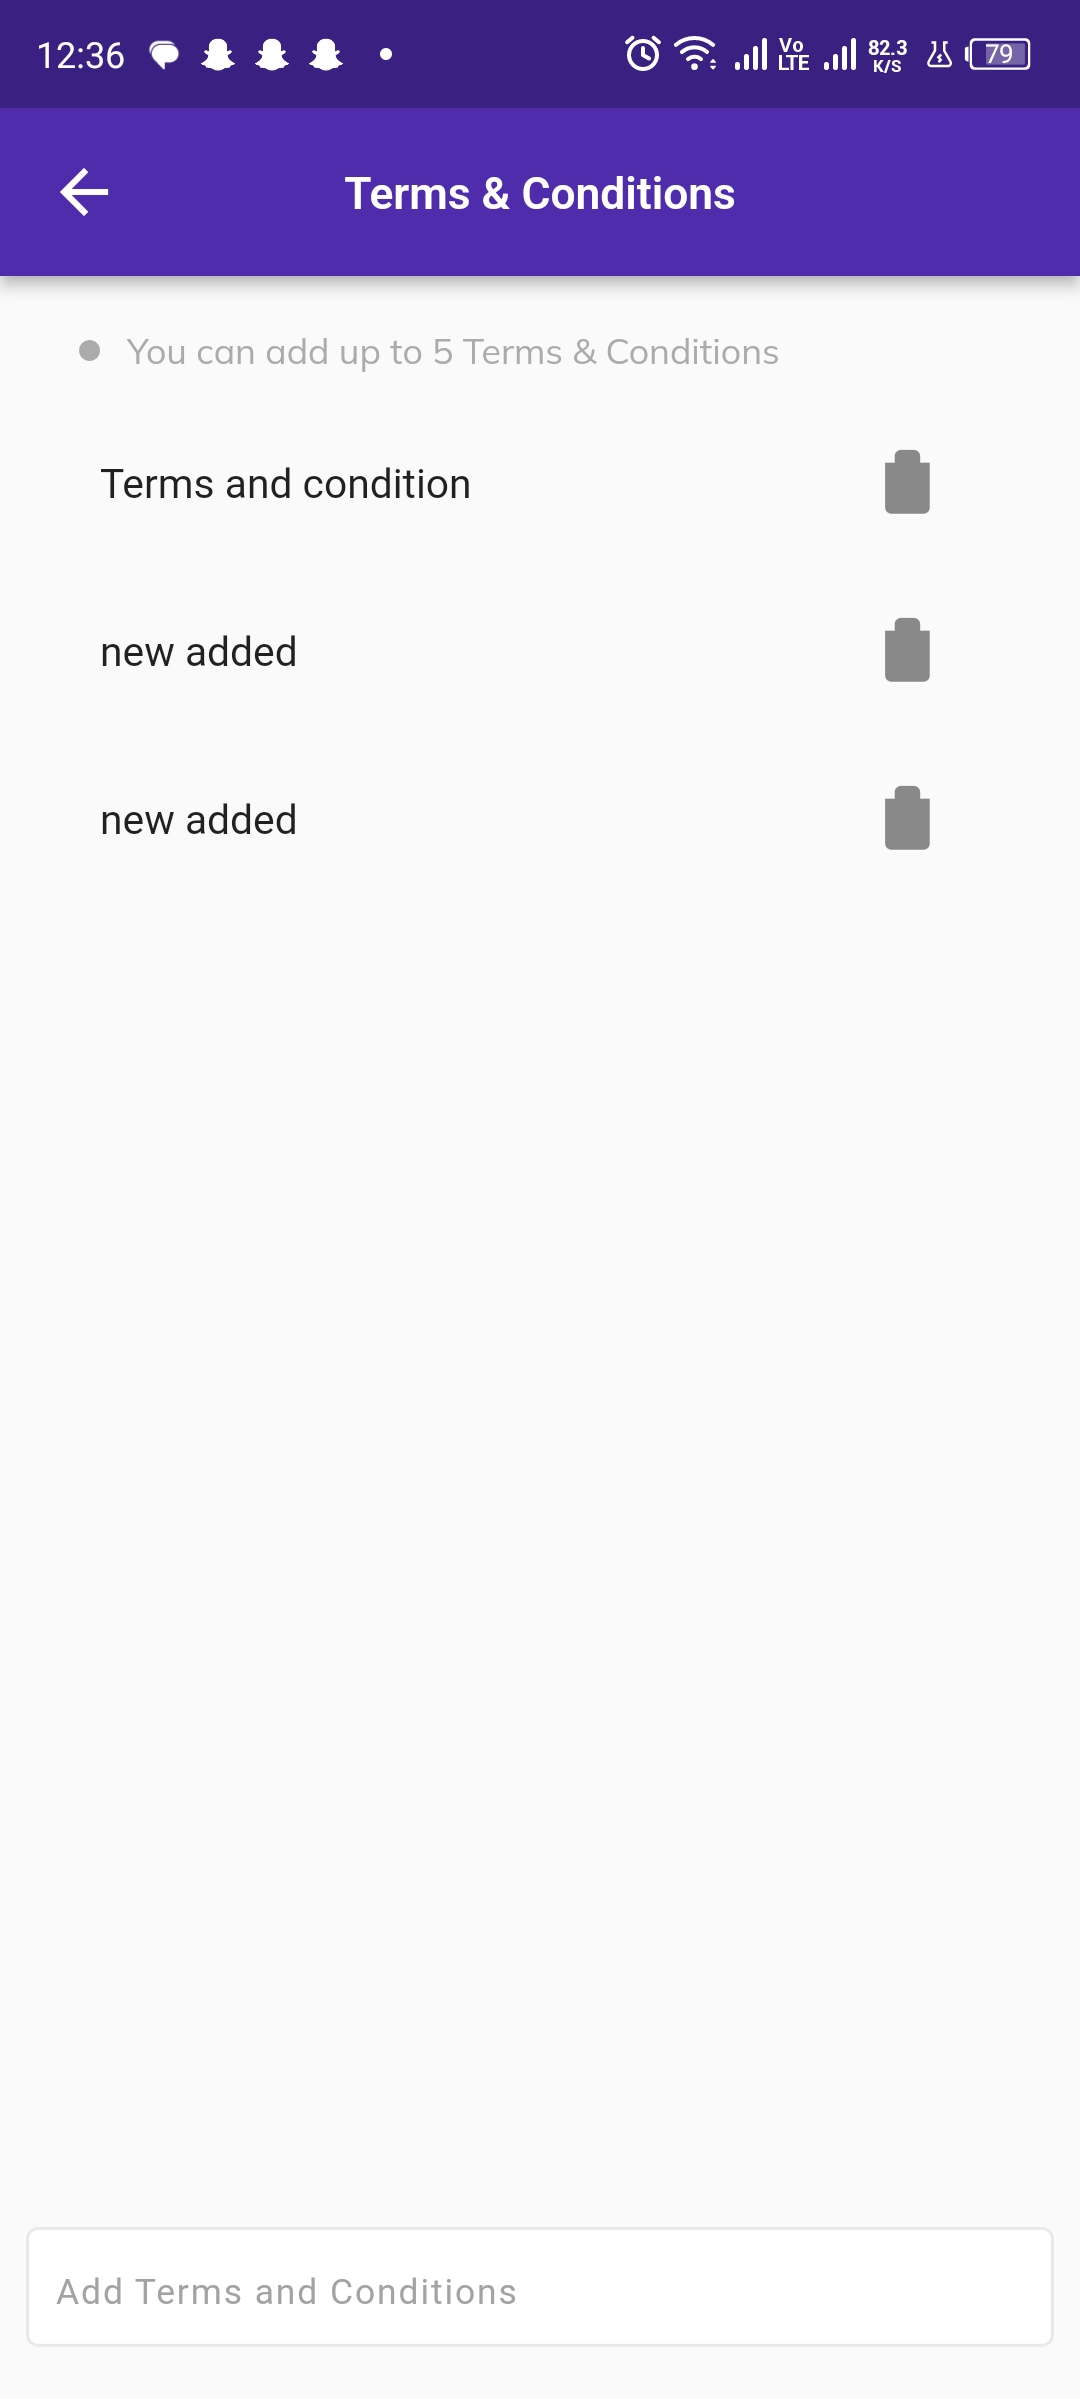 12:36 Vo LTE 82.3 K/S 79
Terms & Conditions
You can add up to 5 Terms & Conditions
Terms and condition
new added
new added
Add Terms and Conditions